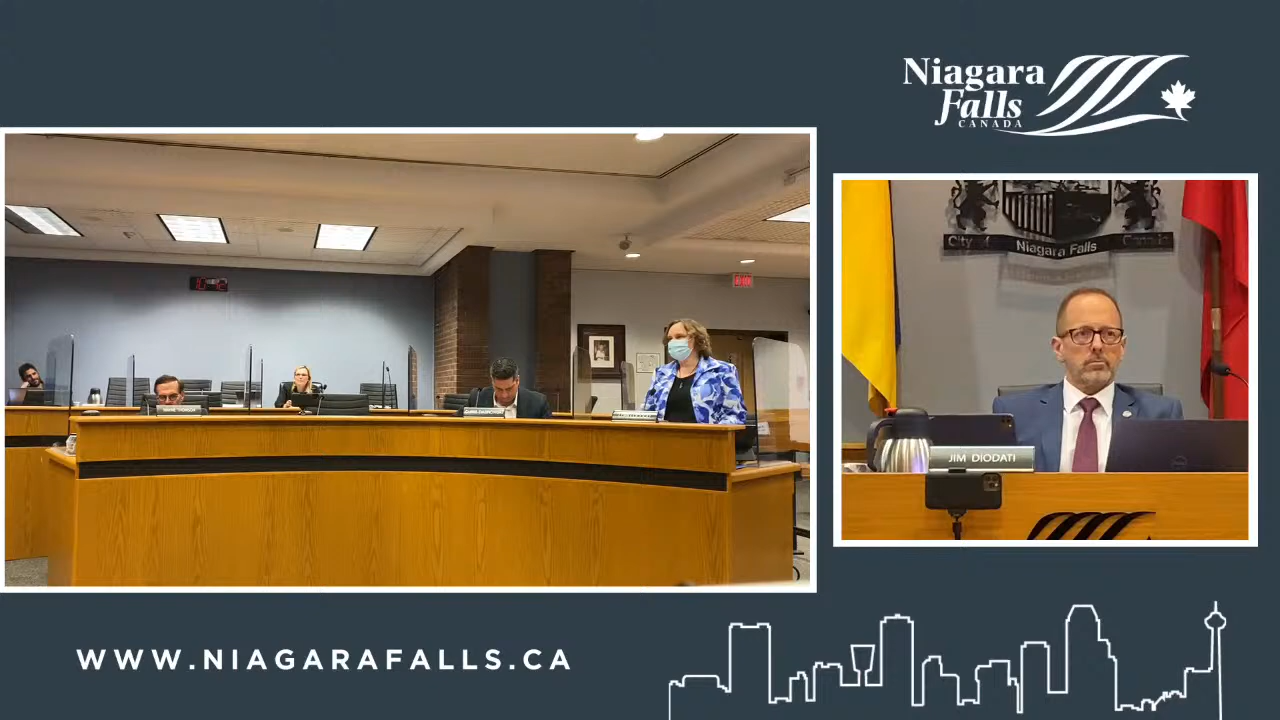 Niagara
Falls
CANADA
City of
Niagara Falls
Canada
JIM DIODATI
WWW.NIAGARAFALLS.CA